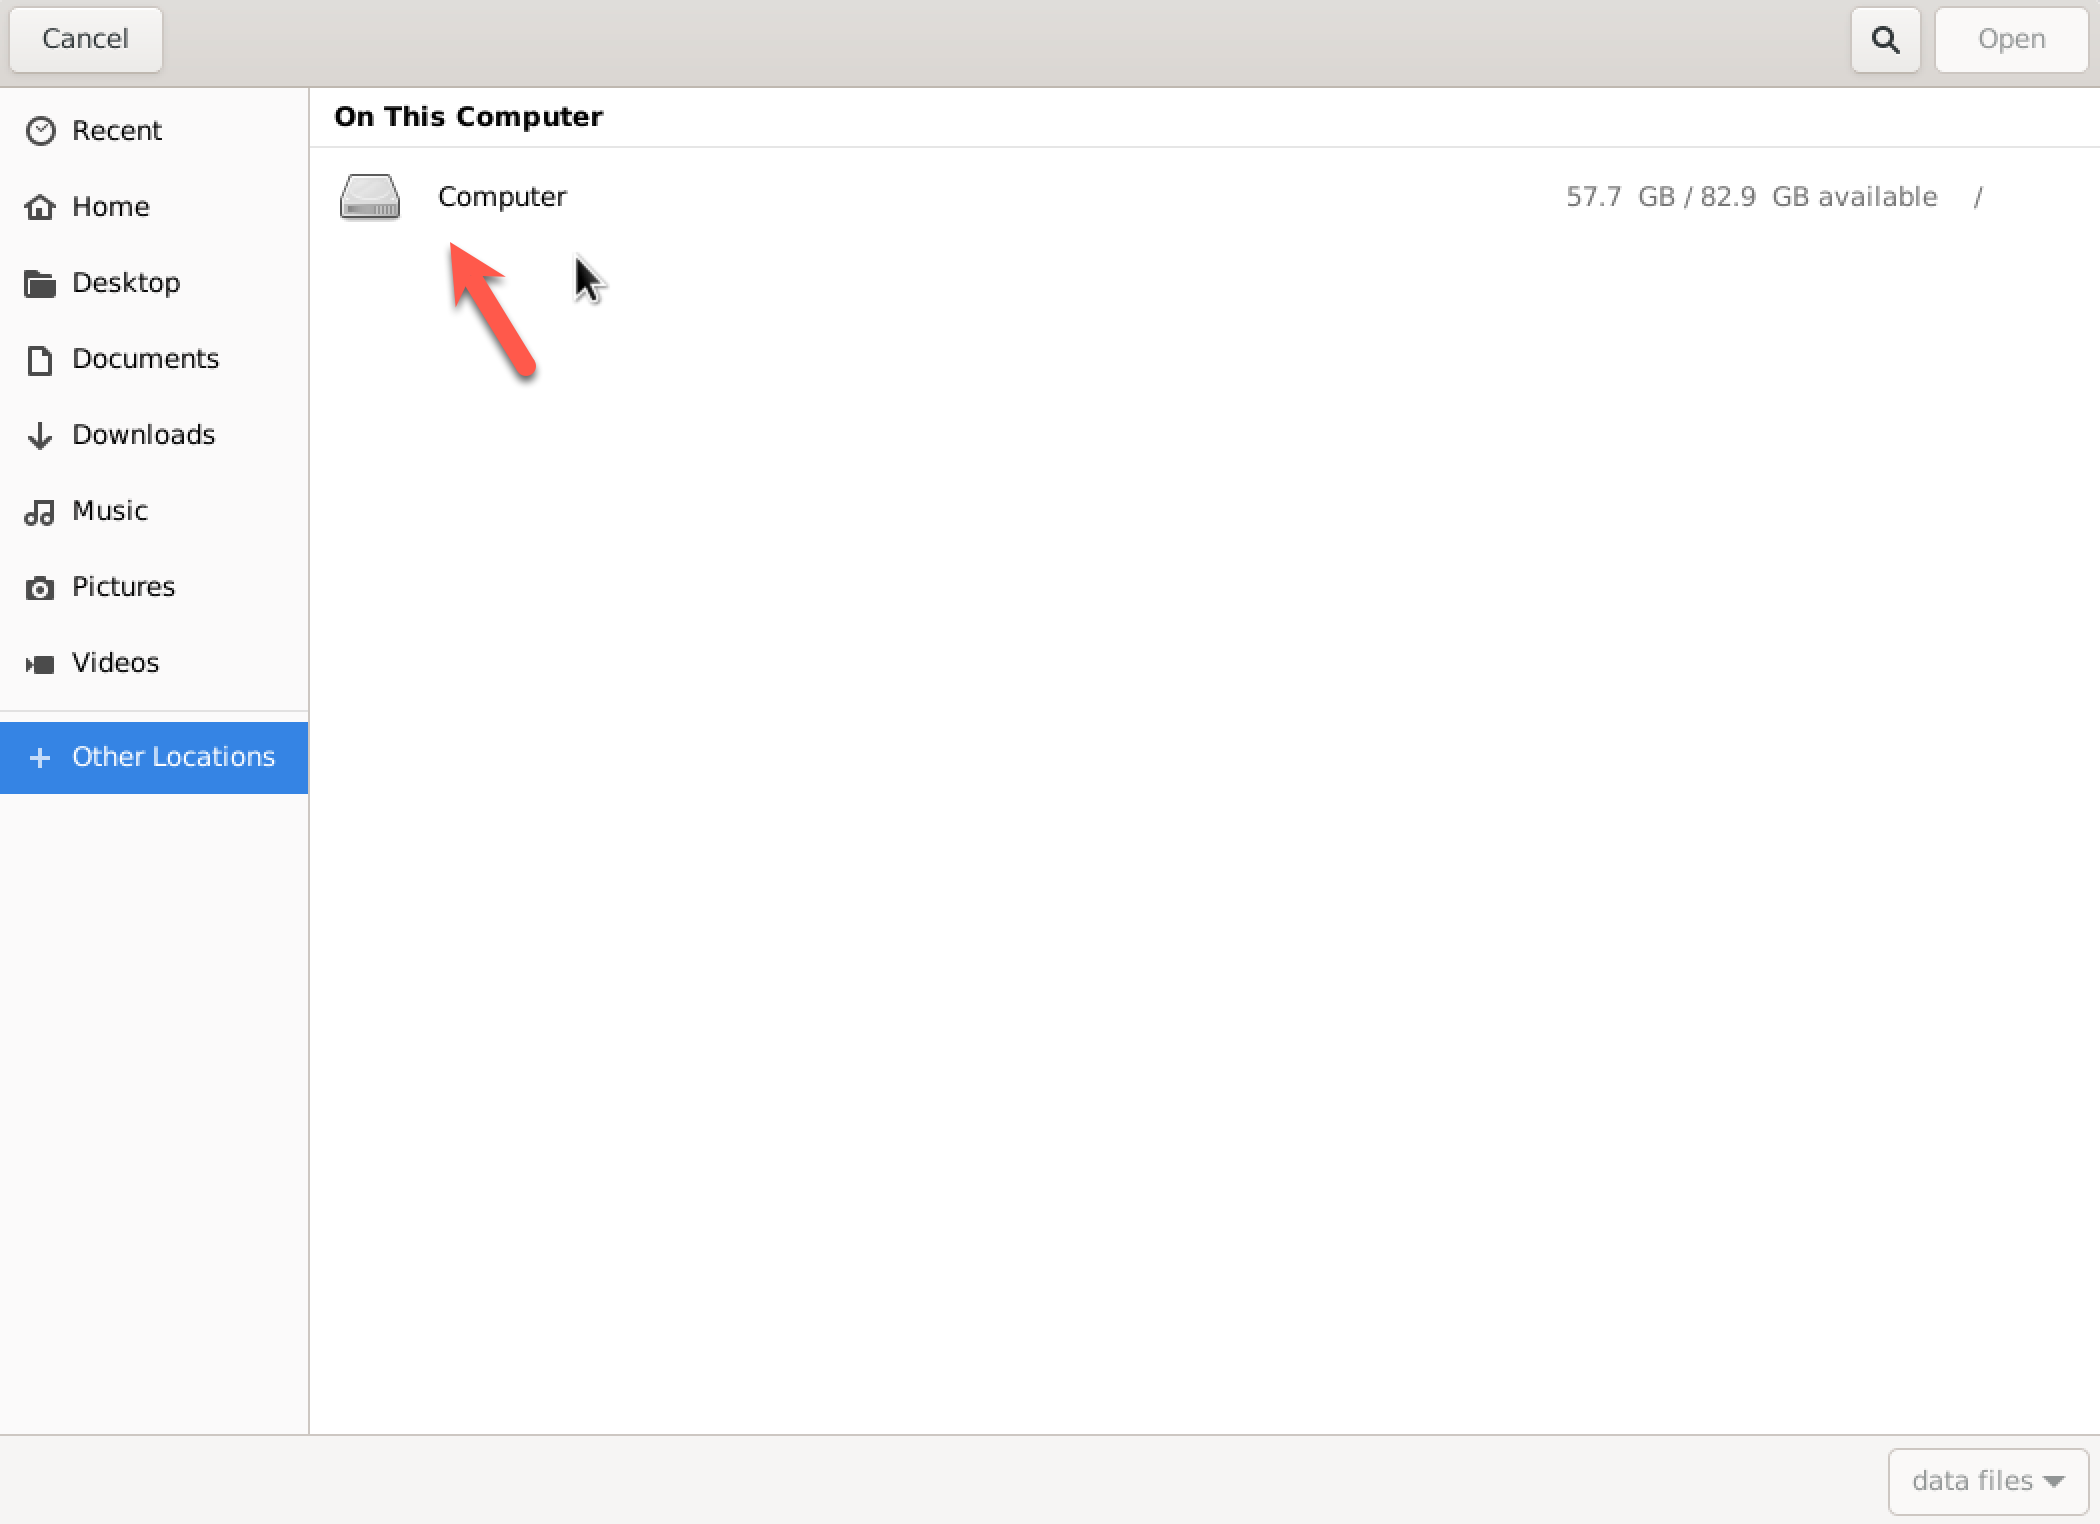 Cancel
Open
Recent
Home
Desktop
Documents
Downloads
Music
Pictures
Videos
Other Locations
On This Computer
Computer 57.7 GB / 82.9 GB available /
data files